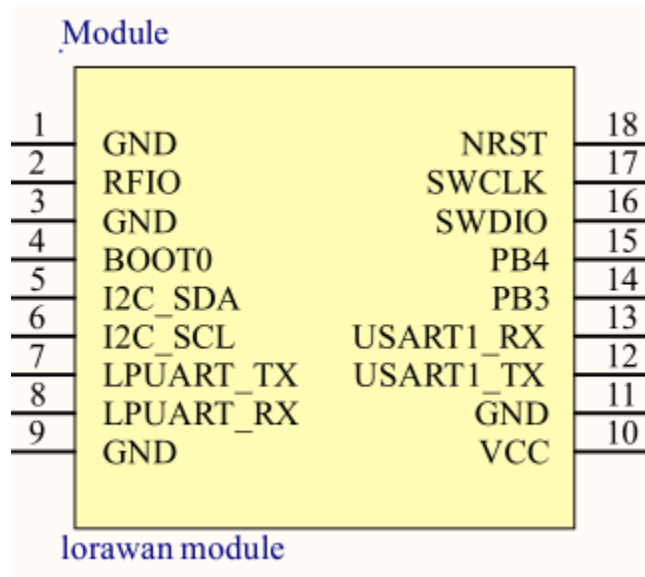 Module
1 GND NRST 18
2 RFIO SWCLK 17
3 GND SWDIO 16
4 BOOT0 PB4 15
5 I2C_SDA PB3 14
6 I2C_SCL USART1_RX 13
7 LPUART_TX USART1_TX 12
8 LPUART_RX GND 11
9 GND VCC 10
lorawan module